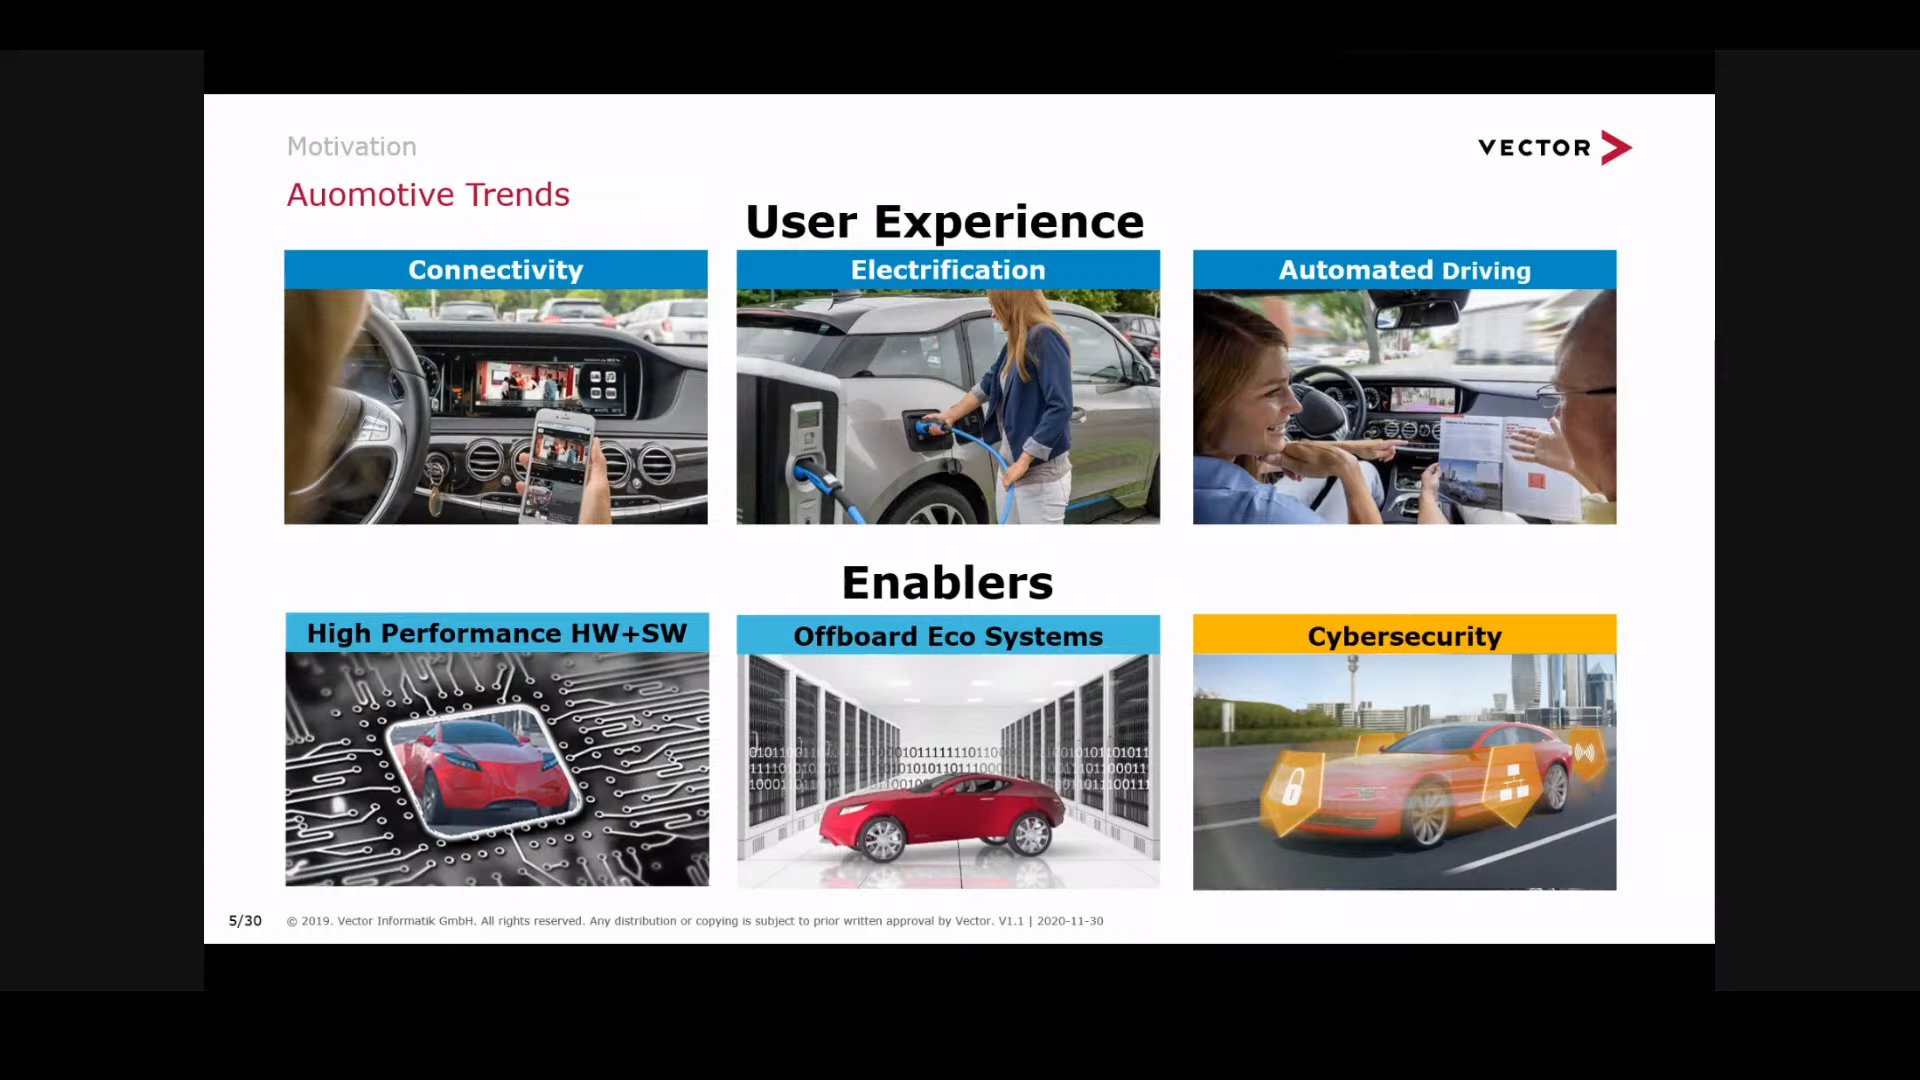 Motivation
VECTOR
Auomotive Trends
User Experience
Connectivity
Electrification
Automated Driving
Enablers
High Performance HW+SW
Offboard Eco Systems
Cybersecurity
5/30
© 2019. Vector Informatik GmbH. All rights reserved. Any distribution or copying is subject to prior written approval by Vector. V1.1 | 2020-11-30